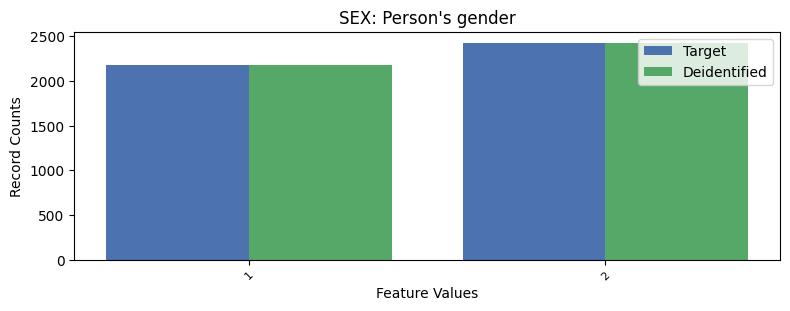 SEX: Person's gender
Target
Deidentified
2500
2000
1500
1000
500
0
Record Counts
1
2
Feature Values